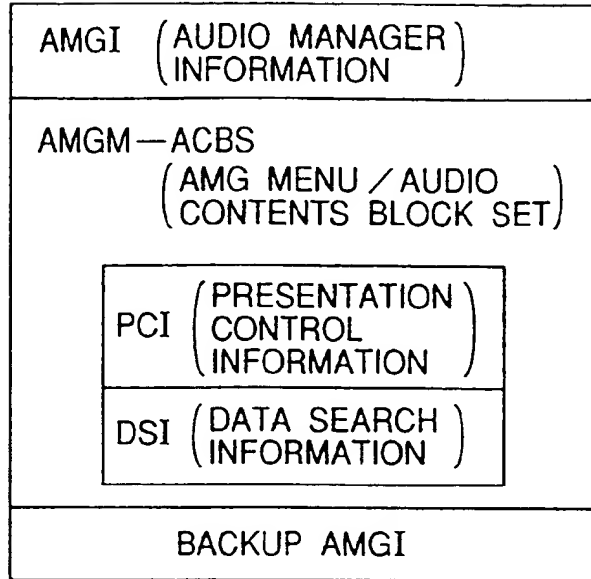 AMGI (AUDIO MANAGER
INFORMATION)
AMGM—ACBS
(AMG MENU/AUDIO
CONTENTS BLOCK SET)
PCI (PRESENTATION
CONTROL
INFORMATION)
DSI (DATA SEARCH
INFORMATION)
BACKUP AMGI